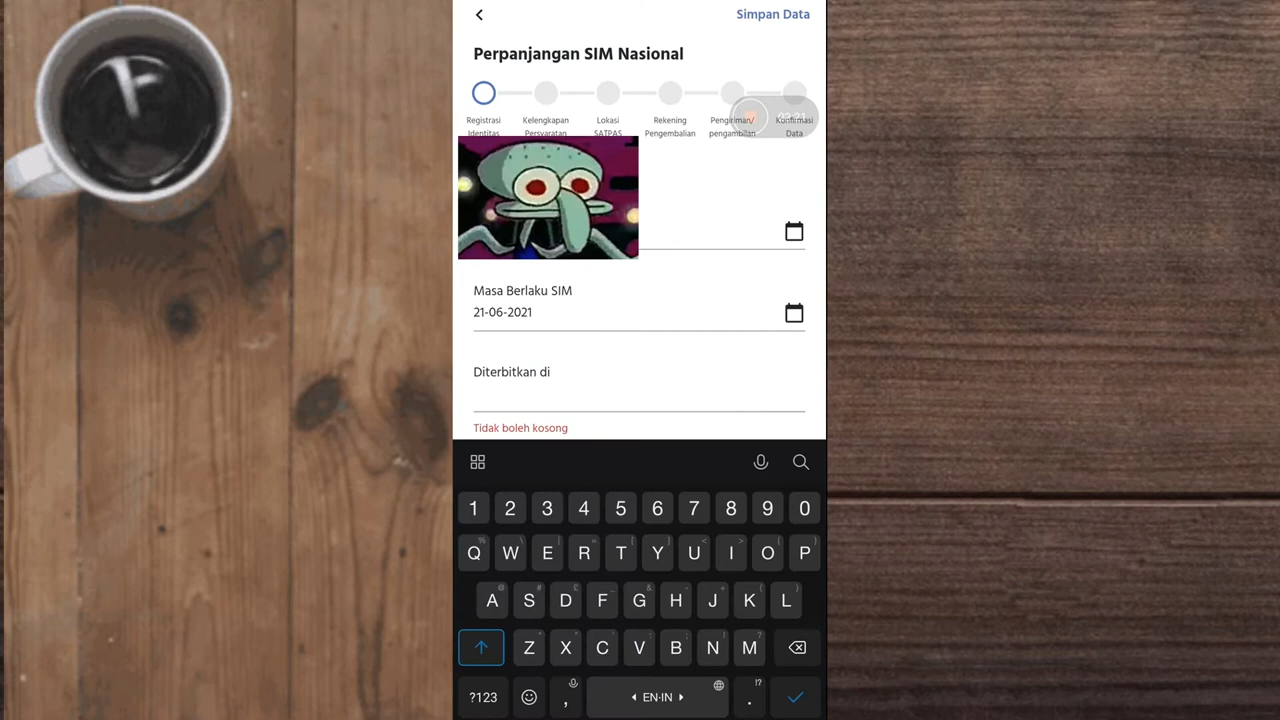 Simpan Data
Perpanjangan SIM Nasional
Registrasi Identitas
Kelengkapan Persyaratan
Lokasi SATPAS
Rekening Pengembalian
Pengiriman/ pengambilan
Konfirmasi Data
Masa Berlaku SIM
21-06-2021
Diterbitkan di
Tidak boleh kosong
1 2 3 4 5 6 7 8 9 0
Q W E R T Y U I O P
A S D F G H J K L
Z X C V B N M
?123 , EN-IN . !?